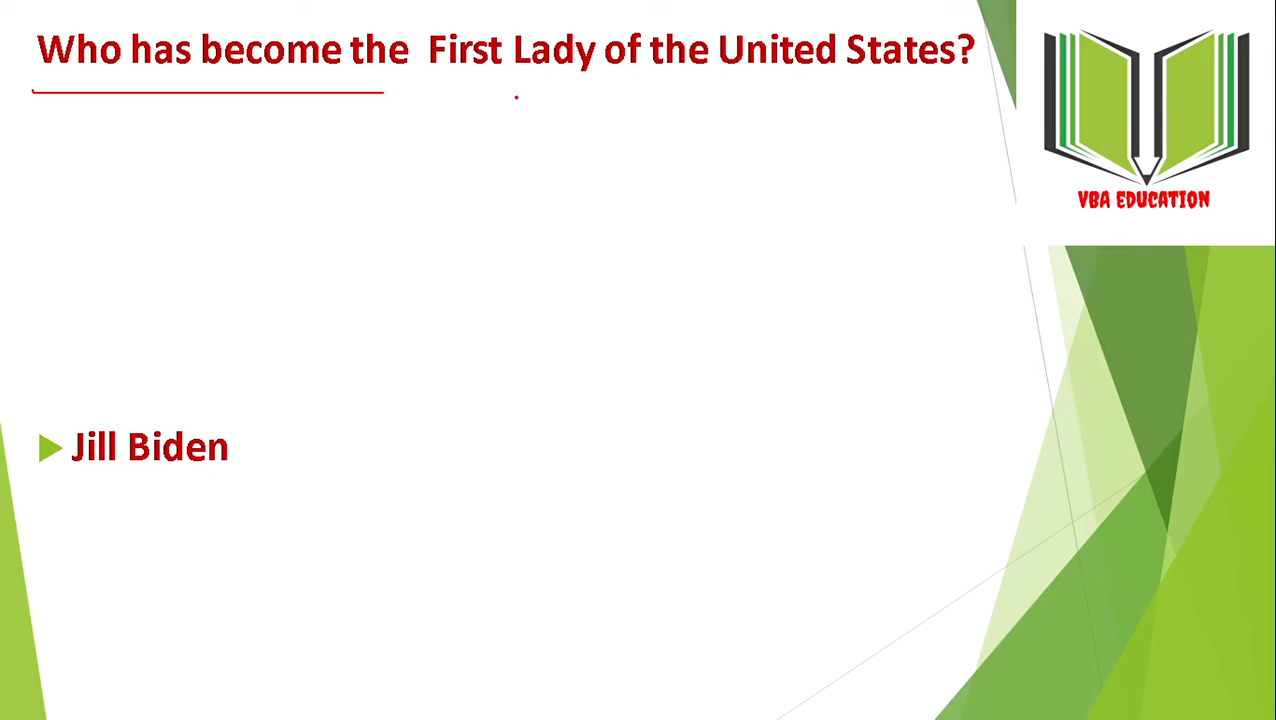 Who has become the First Lady of the United States?
VBA EDUCATION
Jill Biden